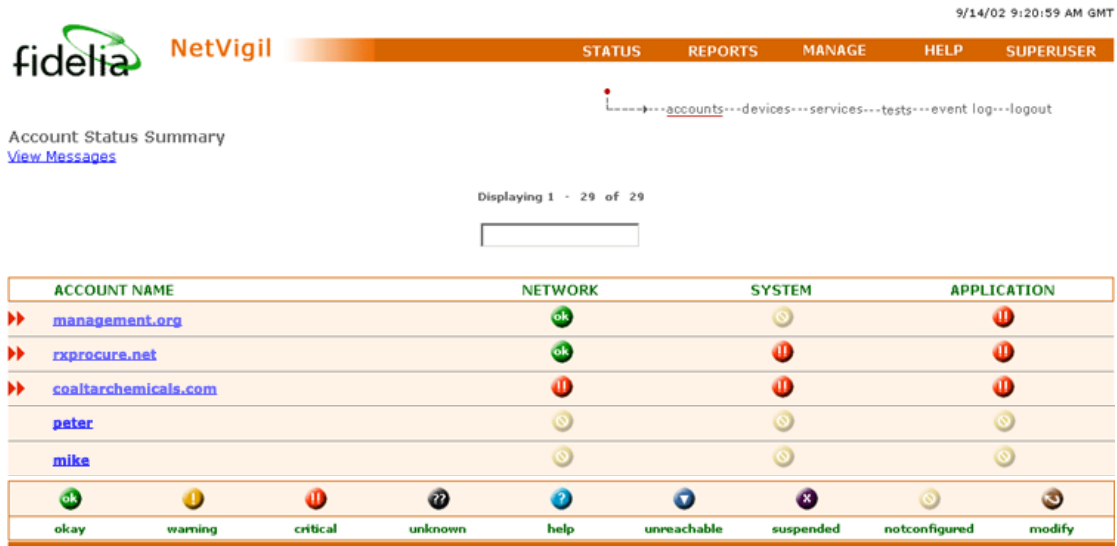 9/14/02 9:20:59 AM GMT
fidelia NetVigil STATUS REPORTS MANAGE HELP SUPERUSER
accounts---devices---services---tests---event log---logout
Account Status Summary
View Messages
Displaying 1 - 29 of 29
ACCOUNT NAME NETWORK SYSTEM APPLICATION
management.org ok
rxprocure.net ok
coaltarchemicals.com
peter
mike
ok ! ?? ? x
okay warning critical unknown help unreachable suspended notconfigured modify